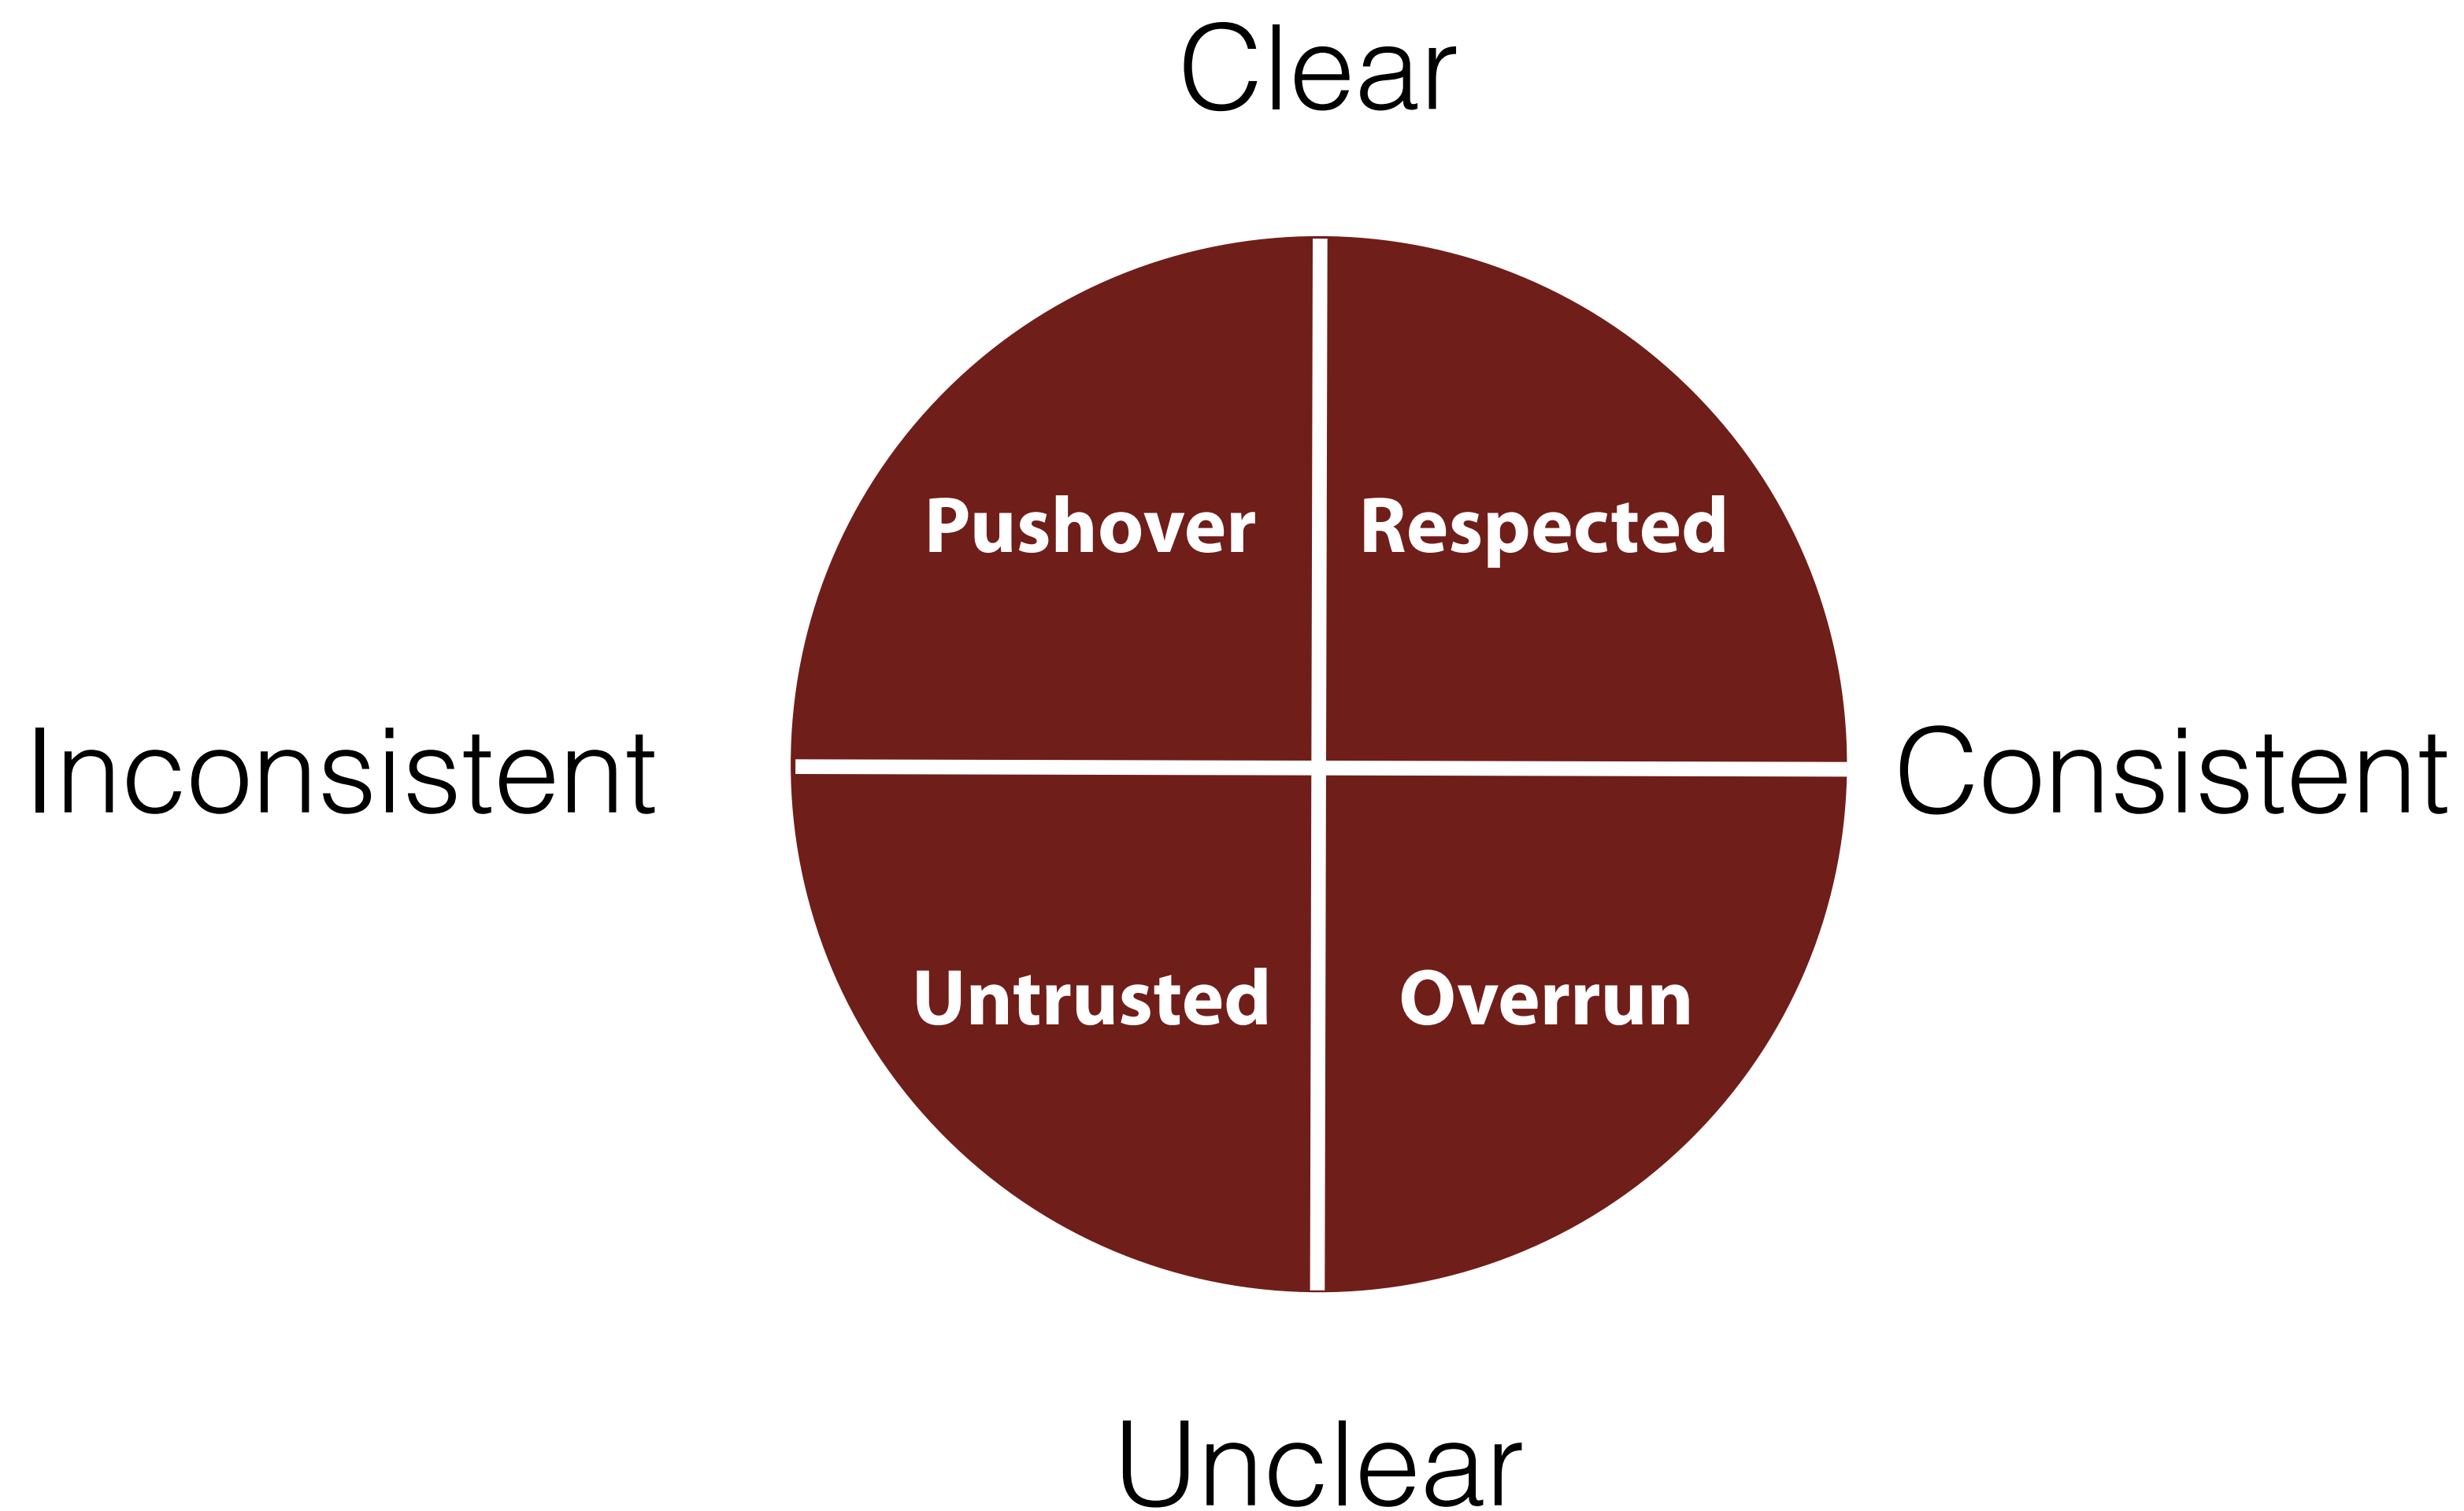 Clear
Pushover Respected
Inconsistent Consistent
Untrusted Overrun
Unclear